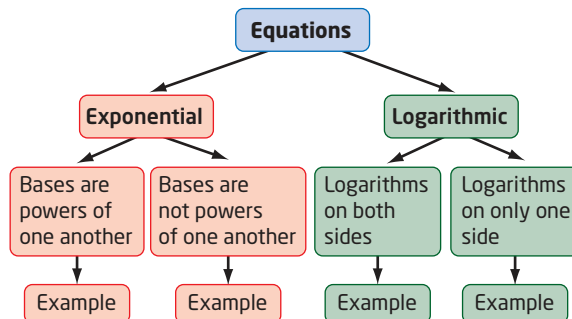 Equations
Exponential
Logarithmic
Bases are
powers of
one another
Bases are
not powers
of one another
Logarithms
on both
sides
Logarithms
on only one
side
Example
Example
Example
Example